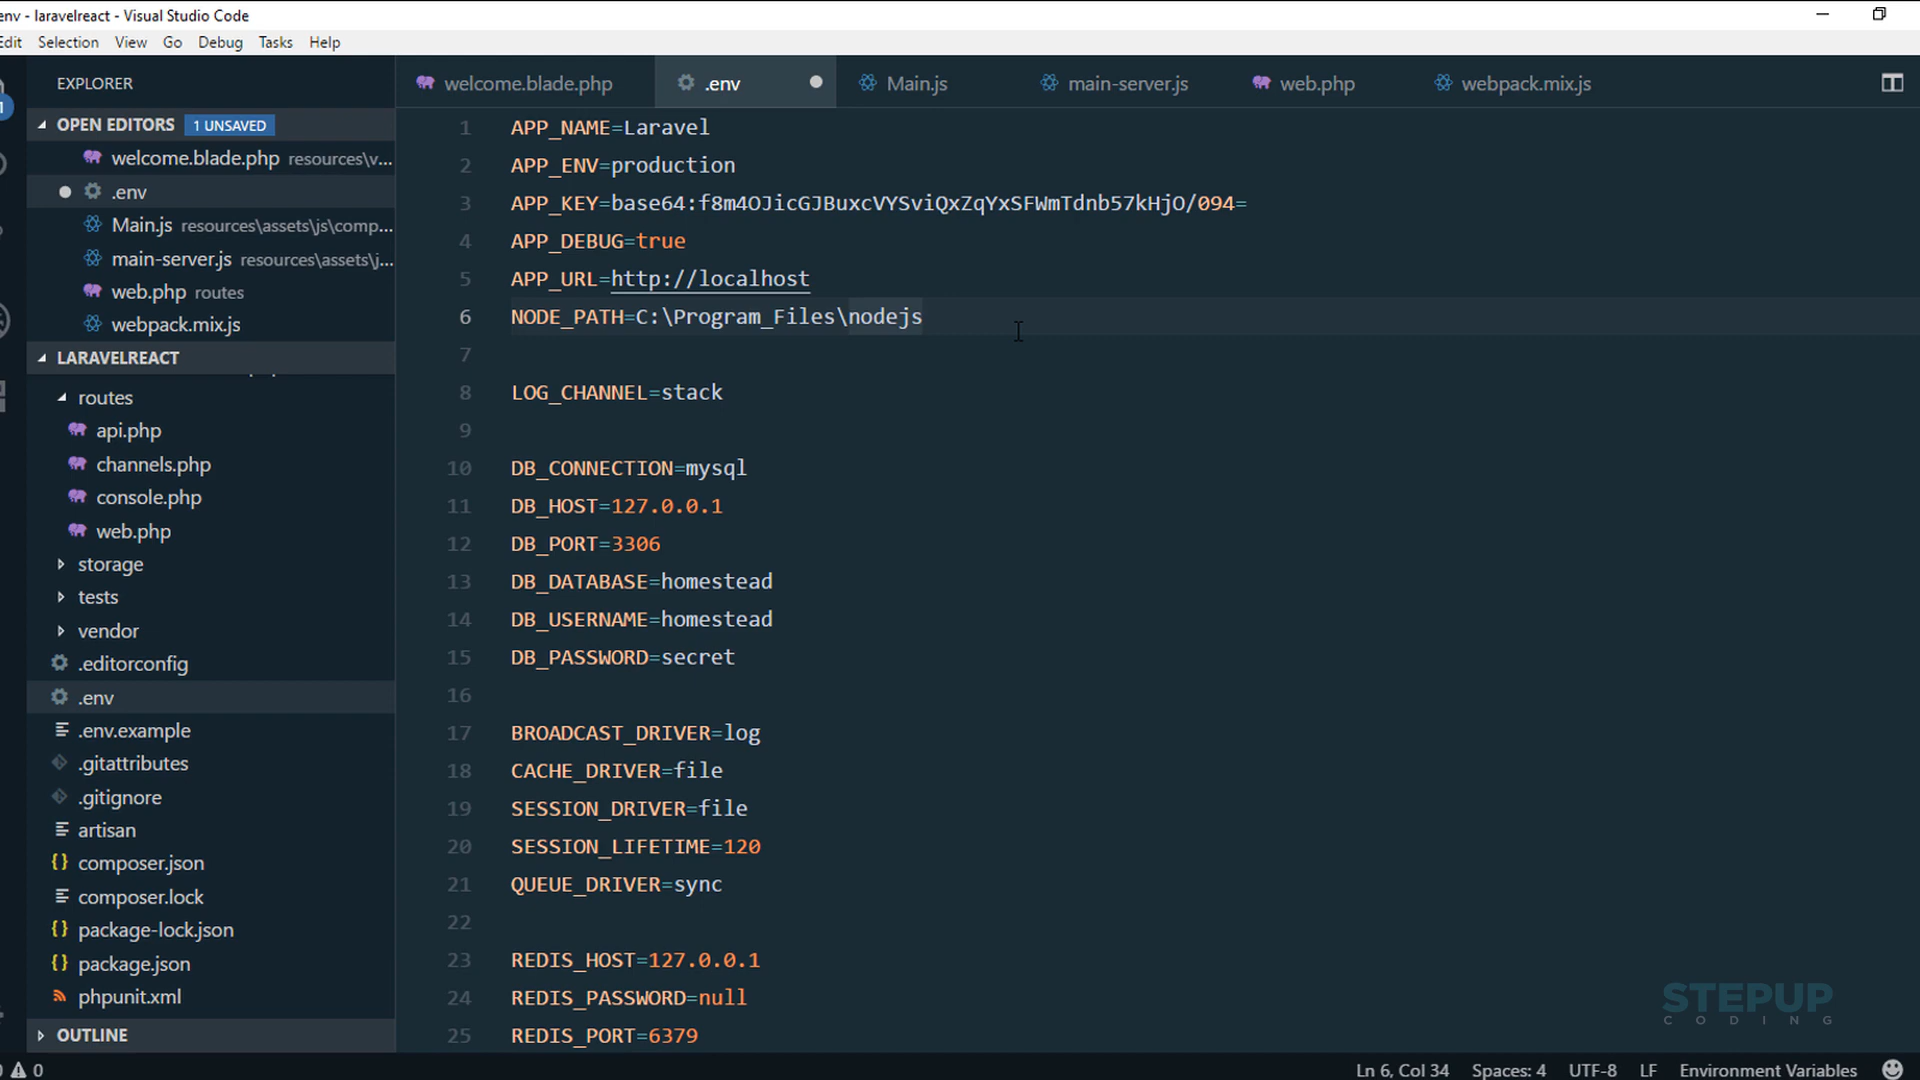 env - laravelreact - Visual Studio Code
Edit Selection View Go Debug Tasks Help
EXPLORER
OPEN EDITORS 1 UNSAVED
welcome.blade.php resources\v...
.env
Main.js resources\assets\js\comp...
main-server.js resources\assets\j...
web.php routes
webpack.mix.js
LARAVELREACT
routes
api.php
channels.php
console.php
web.php
storage
tests
vendor
.editorconfig
.env
.env.example
.gitattributes
.gitignore
artisan
composer.json
composer.lock
package-lock.json
package.json
phpunit.xml
OUTLINE
welcome.blade.php .env Main.js main-server.js web.php webpack.mix.js
1 APP_NAME=Laravel
2 APP_ENV=production
3 APP_KEY=base64:f8m4OJicGJBuxcVYSviQxZqYxSFWmTdnb57kHjO/094=
4 APP_DEBUG=true
5 APP_URL=http://localhost
6 NODE_PATH=C:\Program_Files\nodejs
7
8 LOG_CHANNEL=stack
9
10 DB_CONNECTION=mysql
11 DB_HOST=127.0.0.1
12 DB_PORT=3306
13 DB_DATABASE=homestead
14 DB_USERNAME=homestead
15 DB_PASSWORD=secret
16
17 BROADCAST_DRIVER=log
18 CACHE_DRIVER=file
19 SESSION_DRIVER=file
20 SESSION_LIFETIME=120
21 QUEUE_DRIVER=sync
22
23 REDIS_HOST=127.0.0.1
24 REDIS_PASSWORD=null
25 REDIS_PORT=6379
STEPUP
CODING
0 Ln 6, Col 34 Spaces: 4 UTF-8 LF Environment Variables